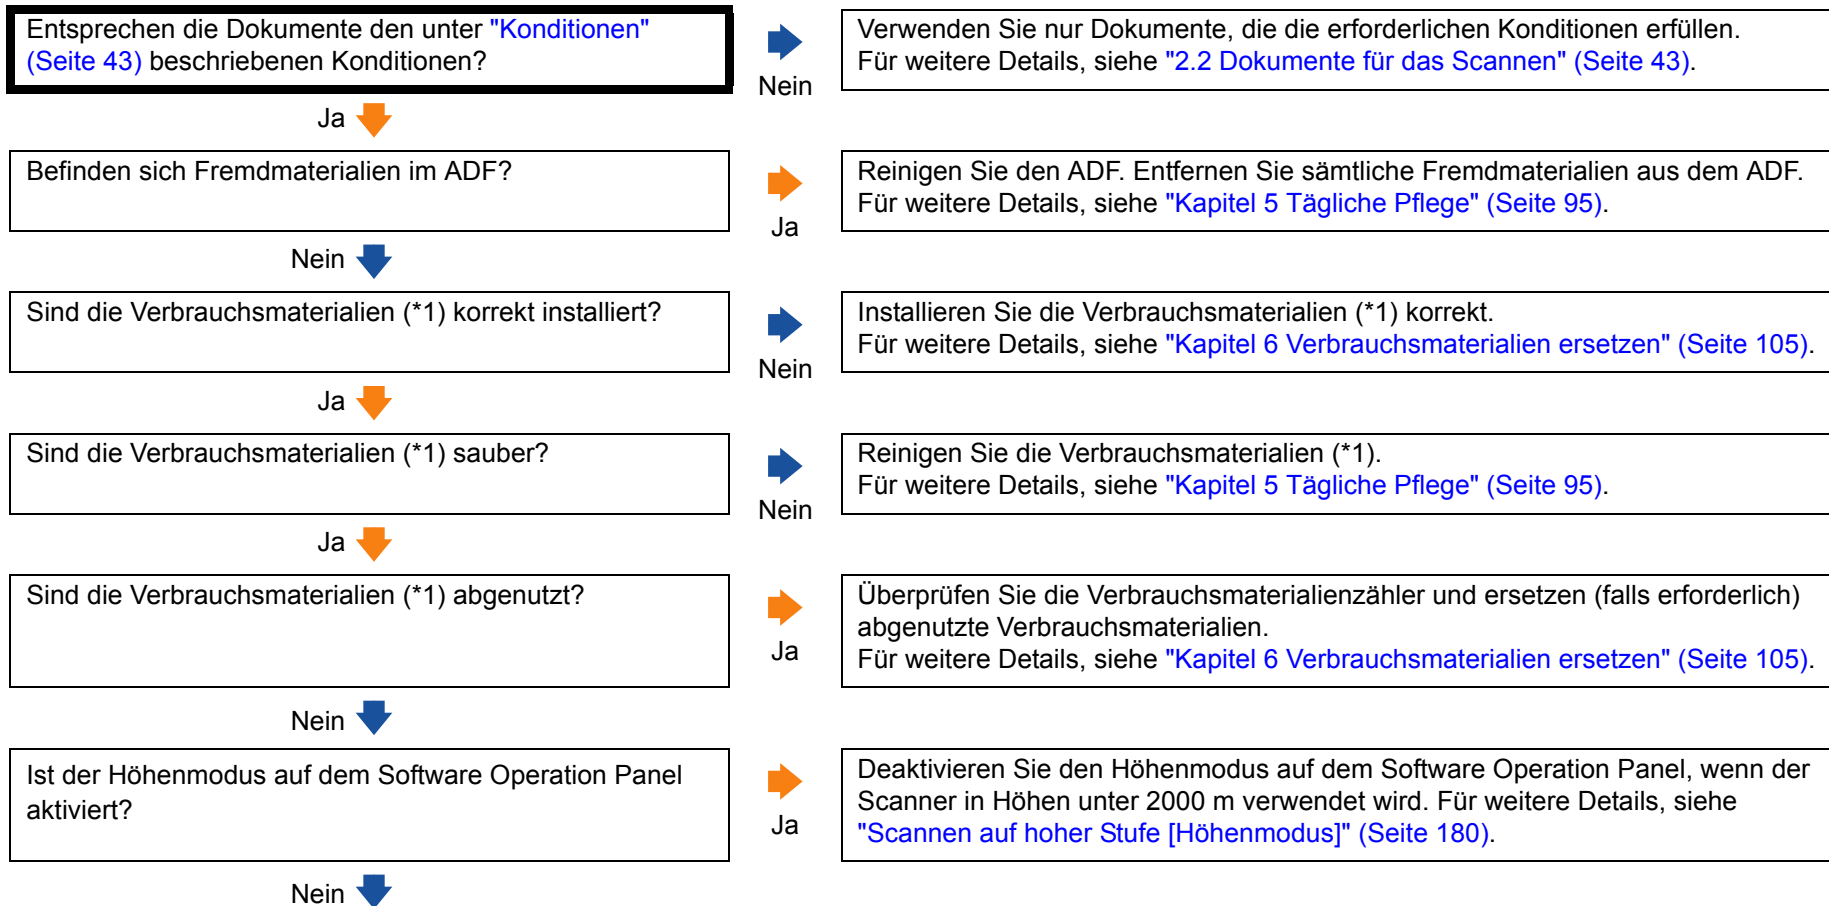 Entsprechen die Dokumente den unter "Konditionen"
(Seite 43) beschriebenen Konditionen?
Nein
Verwenden Sie nur Dokumente, die die erforderlichen Konditionen erfüllen.
Für weitere Details, siehe "2.2 Dokumente für das Scannen" (Seite 43).
Ja
Befinden sich Fremdmaterialien im ADF?
Ja
Reinigen Sie den ADF. Entfernen Sie sämtliche Fremdmaterialien aus dem ADF.
Für weitere Details, siehe "Kapitel 5 Tägliche Pflege" (Seite 95).
Nein
Sind die Verbrauchsmaterialien (*1) korrekt installiert?
Nein
Installieren Sie die Verbrauchsmaterialien (*1) korrekt.
Für weitere Details, siehe "Kapitel 6 Verbrauchsmaterialien ersetzen" (Seite 105).
Ja
Sind die Verbrauchsmaterialien (*1) sauber?
Nein
Reinigen Sie die Verbrauchsmaterialien (*1).
Für weitere Details, siehe "Kapitel 5 Tägliche Pflege" (Seite 95).
Ja
Sind die Verbrauchsmaterialien (*1) abgenutzt?
Ja
Überprüfen Sie die Verbrauchsmaterialienzähler und ersetzen (falls erforderlich)
abgenutzte Verbrauchsmaterialien.
Für weitere Details, siehe "Kapitel 6 Verbrauchsmaterialien ersetzen" (Seite 105).
Nein
Ist der Höhenmodus auf dem Software Operation Panel
aktiviert?
Ja
Deaktivieren Sie den Höhenmodus auf dem Software Operation Panel, wenn der
Scanner in Höhen unter 2000 m verwendet wird. Für weitere Details, siehe
"Scannen auf hoher Stufe [Höhenmodus]" (Seite 180).
Nein